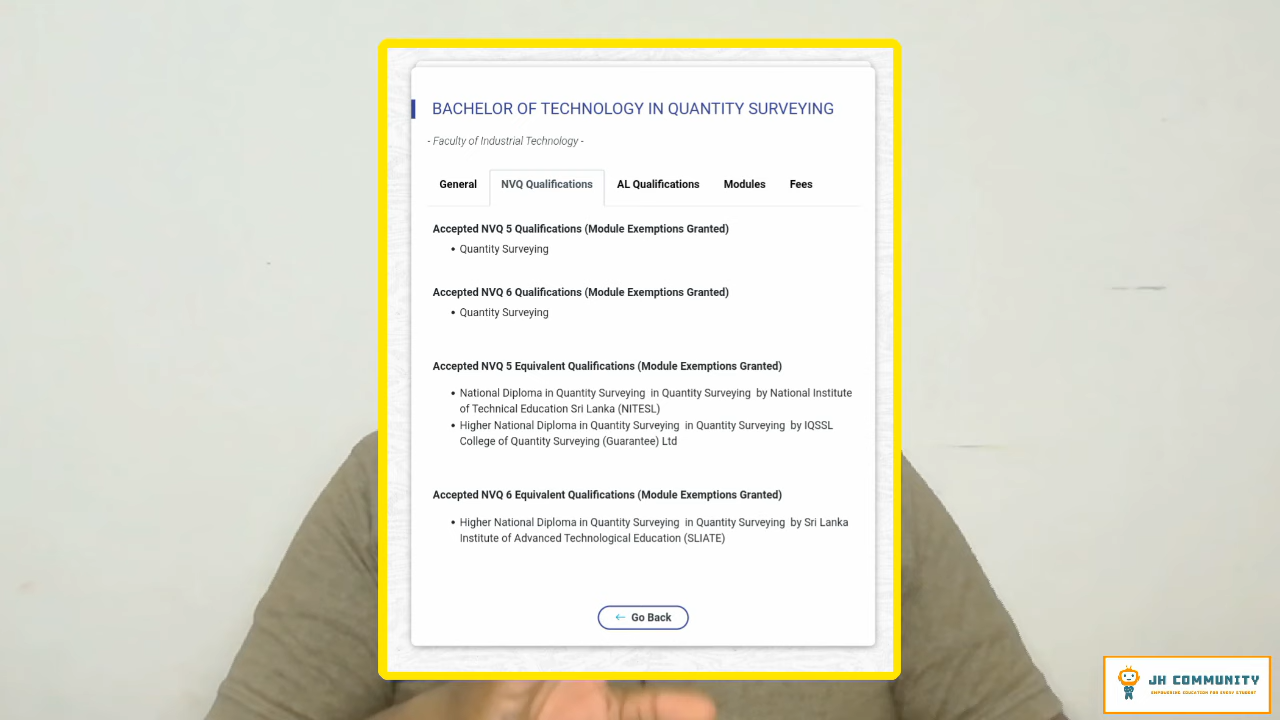 BACHELOR OF TECHNOLOGY IN QUANTITY SURVEYING
- Faculty of Industrial Technology -
General NVQ Qualifications AL Qualifications Modules Fees
Accepted NVQ 5 Qualifications (Module Exemptions Granted)
• Quantity Surveying
Accepted NVQ 6 Qualifications (Module Exemptions Granted)
• Quantity Surveying
Accepted NVQ 5 Equivalent Qualifications (Module Exemptions Granted)
• National Diploma in Quantity Surveying in Quantity Surveying by National Institute
of Technical Education Sri Lanka (NITESL)
• Higher National Diploma in Quantity Surveying in Quantity Surveying by IQSSL
College of Quantity Surveying (Guarantee) Ltd
Accepted NVQ 6 Equivalent Qualifications (Module Exemptions Granted)
• Higher National Diploma in Quantity Surveying in Quantity Surveying by Sri Lanka
Institute of Advanced Technological Education (SLIATE)
← Go Back
JH COMMUNITY
EMPOWERING EDUCATION FOR EVERY STUDENT